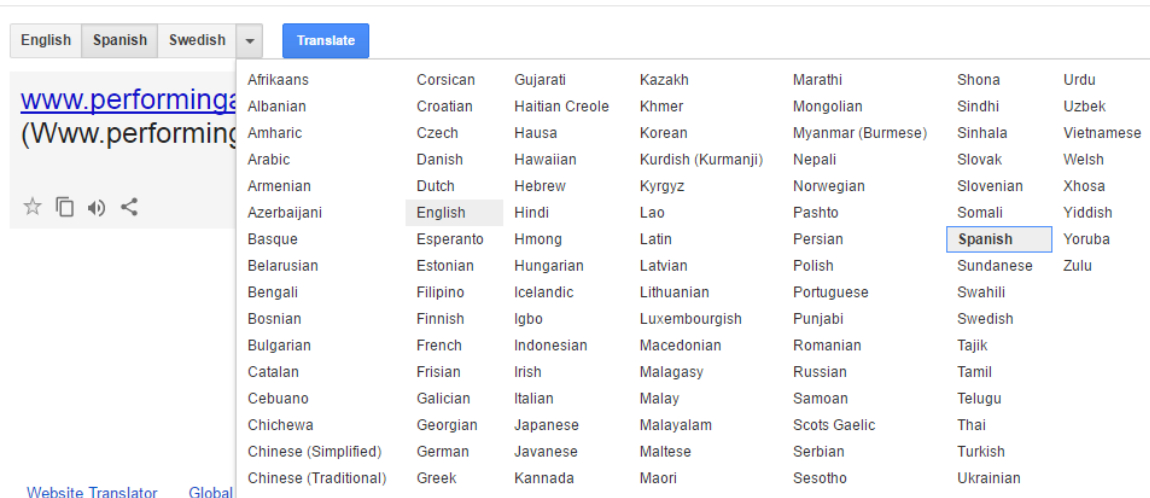 English Spanish Swedish Translate
www.performinga
(Www.performing
Afrikaans Corsican Gujarati Kazakh Marathi Shona Urdu
Albanian Croatian Haitian Creole Khmer Mongolian Sindhi Uzbek
Amharic Czech Hausa Korean Myanmar (Burmese) Sinhala Vietnamese
Arabic Danish Hawaiian Kurdish (Kurmanji) Nepali Slovak Welsh
Armenian Dutch Hebrew Kyrgyz Norwegian Slovenian Xhosa
Azerbaijani English Hindi Lao Pashto Somali Yiddish
Basque Esperanto Hmong Latin Persian Spanish Yoruba
Belarusian Estonian Hungarian Latvian Polish Sundanese Zulu
Bengali Filipino Icelandic Lithuanian Portuguese Swahili
Bosnian Finnish Igbo Luxembourgish Punjabi Swedish
Bulgarian French Indonesian Macedonian Romanian Tajik
Catalan Frisian Irish Malagasy Russian Tamil
Cebuano Galician Italian Malay Samoan Telugu
Chichewa Georgian Japanese Malayalam Scots Gaelic Thai
Chinese (Simplified) German Javanese Maltese Serbian Turkish
Chinese (Traditional) Greek Kannada Maori Sesotho Ukrainian
Website Translator Global